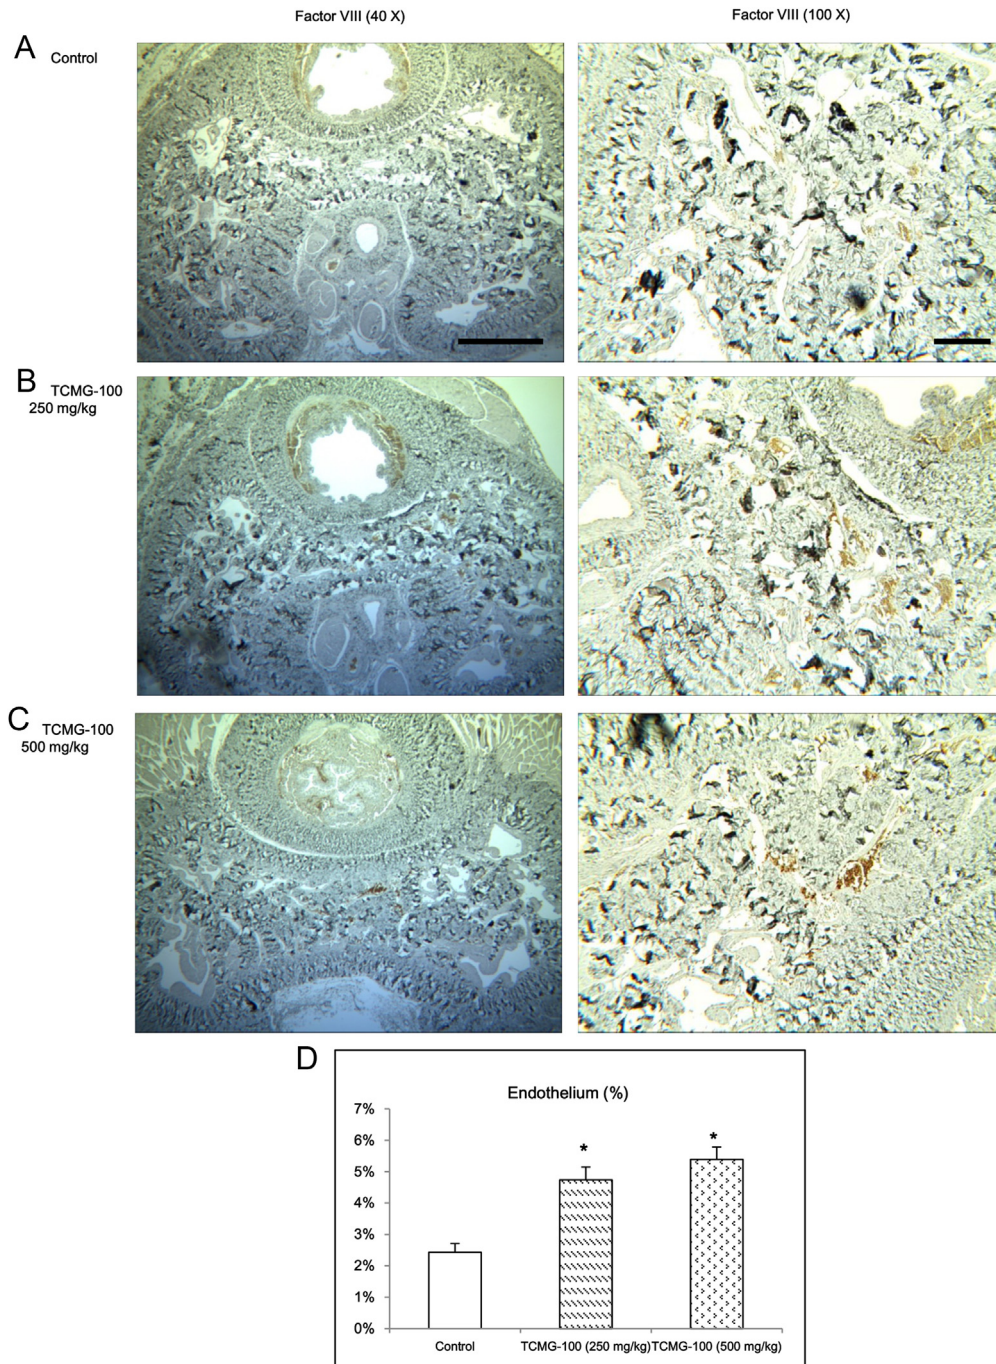 Factor VIII (40 X)
Factor VIII (100 X)
A
Control
B
TCMG-100
250 mg/kg
C
TCMG-100
500 mg/kg
D
Endothelium (%)
7%
6%
5%
4%
3%
2%
1%
0%
*
*
Control
TCMG-100 (250 mg/kg)
TCMG-100 (500 mg/kg)